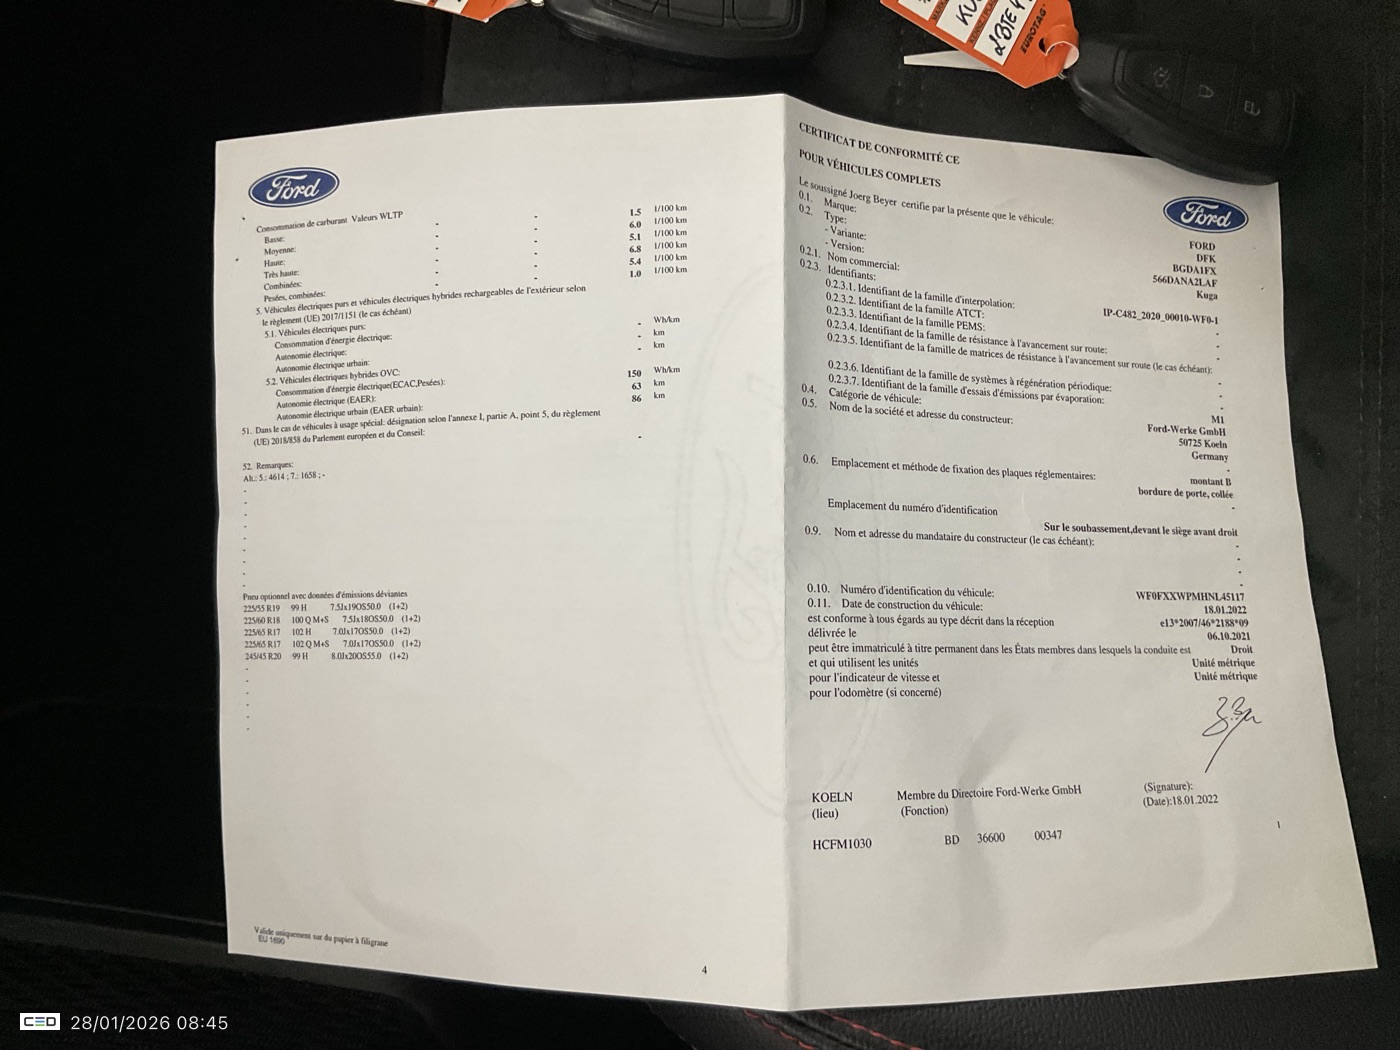 KU
2BTE4
EUROTAG
Ford
Consommation de carburant Valeurs WLTP
Basse: - - 1.5 l/100 km
Moyenne: - - 6.0 l/100 km
Haute: - - 5.1 l/100 km
Très haute: - - 6.8 l/100 km
Combinées: - - 5.4 l/100 km
Pesées, combinées: - - 1.0 l/100 km
5. Véhicules électriques purs et véhicules électriques hybrides rechargeables de l'extérieur selon
le règlement (UE) 2017/1151 (le cas échéant)
5.1. Véhicules électriques purs:
Consommation d'énergie électrique: - Wh/km
Autonomie électrique: - km
Autonomie électrique urbain: - km
5.2. Véhicules électriques hybrides OVC:
Consommation d'énergie électrique(ECAC,Pesées): 150 Wh/km
Autonomie électrique (EAER): 63 km
Autonomie électrique urbain (EAER urbain): 86 km
51. Dans le cas de véhicules à usage spécial: désignation selon l'annexe I, partie A, point 5, du règlement
(UE) 2018/858 du Parlement européen et du Conseil: -
52. Remarques:
Alt.: 5.: 4614 ; 7.: 1658 ; -
Pneu optionnel avec données d'émissions déviantes
225/55 R19 99 H 7.5Jx19OS50.0 (1+2)
225/60 R18 100 Q M+S 7.5Jx18OS50.0 (1+2)
225/65 R17 102 H 7.0Jx17OS50.0 (1+2)
225/65 R17 102 Q M+S 7.0Jx17OS50.0 (1+2)
245/45 R20 99 H 8.0Jx20OS55.0 (1+2)
Valide uniquement sur du papier à filigrane
EU 1690
4
CERTIFICAT DE CONFORMITÉ CE
POUR VÉHICULES COMPLETS
Ford
Le soussigné Joerg Beyer certifie par la présente que le véhicule:
0.1. Marque: FORD
0.2. Type: DFK
- Variante: BGDA1FX
- Version: 566DANA2LAF
0.2.1. Nom commercial: Kuga
0.2.3. Identifiants:
0.2.3.1. Identifiant de la famille d'interpolation: IP-C482_2020_00010-WF0-1
0.2.3.2. Identifiant de la famille ATCT: -
0.2.3.3. Identifiant de la famille PEMS: -
0.2.3.4. Identifiant de la famille de résistance à l'avancement sur route: -
0.2.3.5. Identifiant de la famille de matrices de résistance à l'avancement sur route (le cas échéant):
0.2.3.6. Identifiant de la famille de systèmes à régénération périodique: -
0.2.3.7. Identifiant de la famille d'essais d'émissions par évaporation: -
0.4. Catégorie de véhicule: M1
0.5. Nom de la société et adresse du constructeur: Ford-Werke GmbH
50725 Koeln
Germany
0.6. Emplacement et méthode de fixation des plaques réglementaires: montant B
bordure de porte, collée
Emplacement du numéro d'identification
Sur le soubassement,devant le siège avant droit
0.9. Nom et adresse du mandataire du constructeur (le cas échéant):
0.10. Numéro d'identification du véhicule: WF0FXXWPMHNL45117
0.11. Date de construction du véhicule: 18.01.2022
est conforme à tous égards au type décrit dans la réception e13*2007/46*2188*09
délivrée le 06.10.2021
peut être immatriculé à titre permanent dans les États membres dans lesquels la conduite est Droit
et qui utilisent les unités Unité métrique
pour l'indicateur de vitesse et Unité métrique
pour l'odomètre (si concerné)
KOELN Membre du Directoire Ford-Werke GmbH (Signature):
(lieu) (Fonction) (Date):18.01.2022
HCFM1030 BD 36600 00347
1
CED 28/01/2026 08:45